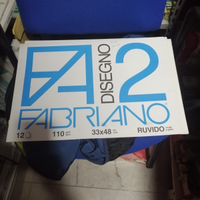 FA DISEGNO 2
FABRIANO
12 110 33x48 RUVIDO